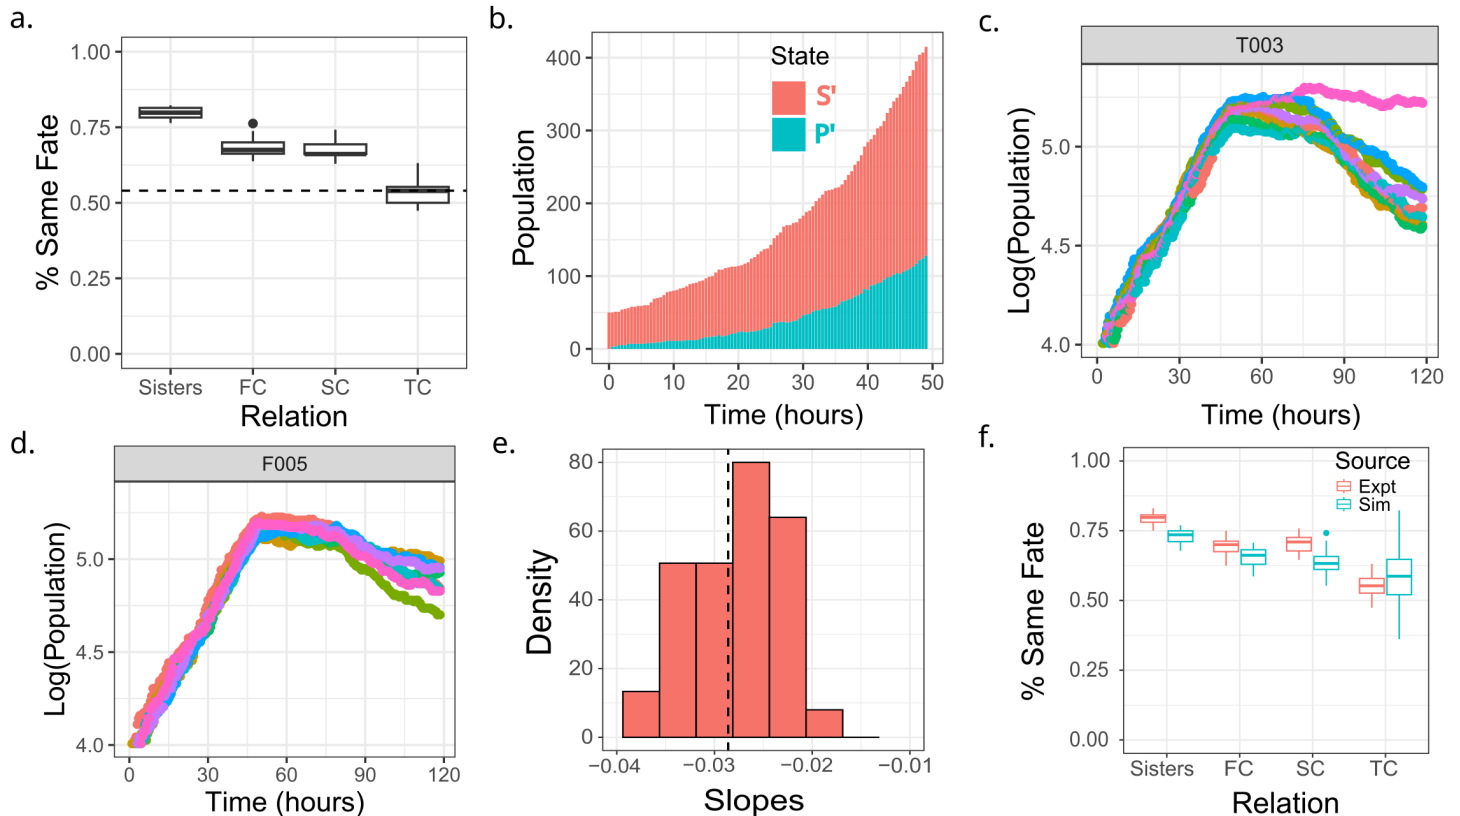 a.
1.00
0.75
0.50
0.25
0.00
% Same Fate
Sisters FC SC TC
Relation
b.
State
S'
P'
400
300
200
100
0
Population
0 10 20 30 40 50
Time (hours)
c.
T003
5.0
4.5
4.0
Log(Population)
0 30 60 90 120
Time (hours)
d.
F005
5.0
4.5
4.0
Log(Population)
0 30 60 90 120
Time (hours)
e.
80
60
40
20
0
Density
−0.04 −0.03 −0.02 −0.01
Slopes
f.
Source
Expt
Sim
1.00
0.75
0.50
0.25
0.00
% Same Fate
Sisters FC SC TC
Relation